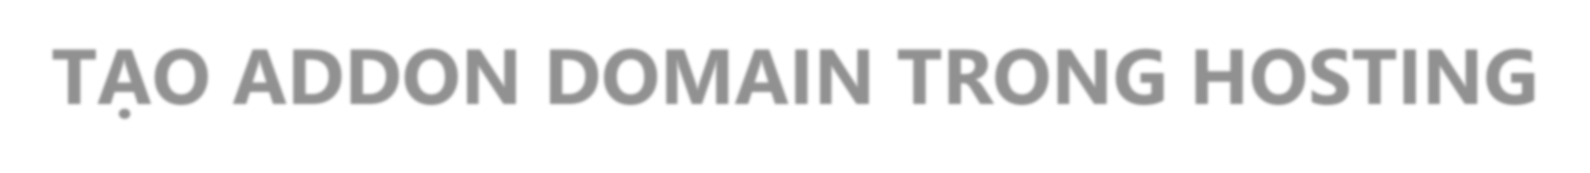 TẠO ADDON DOMAIN TRONG HOSTING